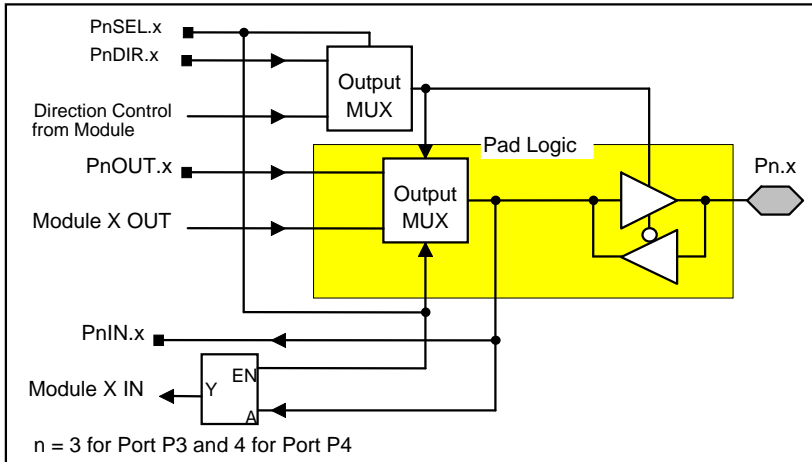 PnSEL.x
PnDIR.x
Output
MUX
Direction Control
from Module
Pad Logic
PnOUT.x
Output
MUX
Pn.x
Module X OUT
PnIN.x
EN
Y
Module X IN
A
n = 3 for Port P3 and 4 for Port P4